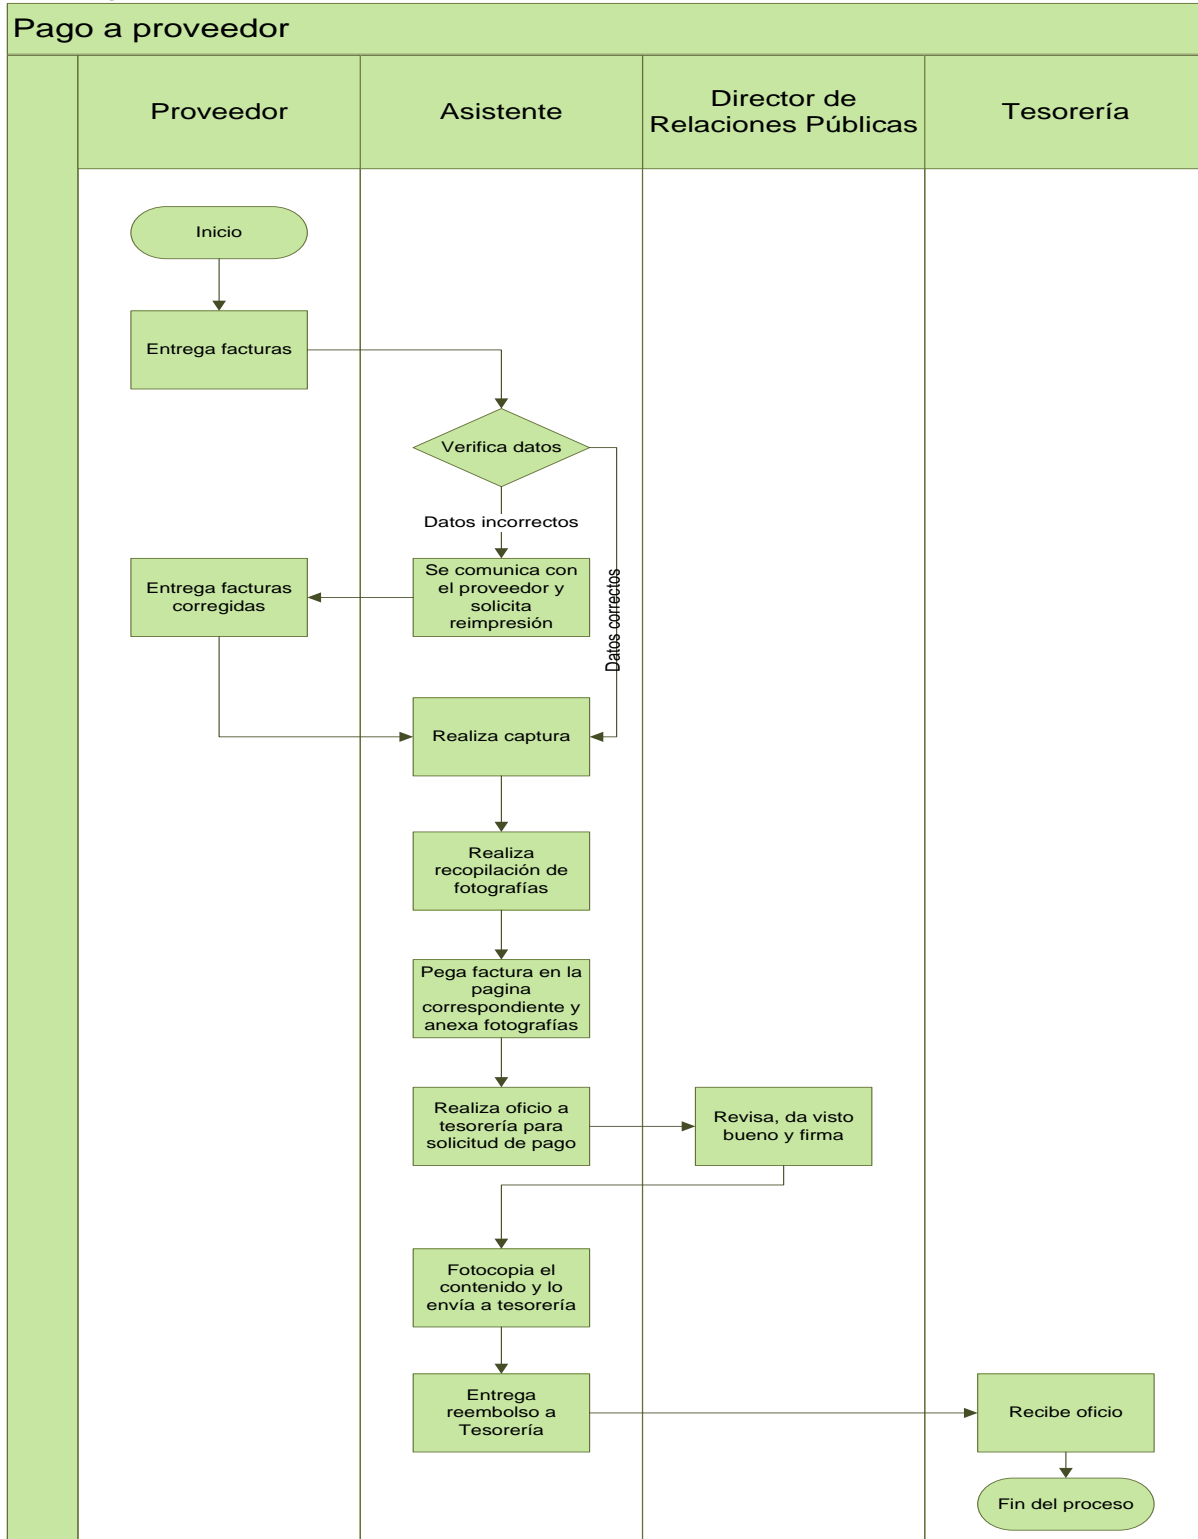 Pago a proveedor
Proveedor
Asistente
Director de
Relaciones Públicas
Tesorería
Inicio
Entrega facturas
Verifica datos
Datos incorrectos
Datos correctos
Entrega facturas
corregidas
Se comunica con
el proveedor y
solicita
reimpresión
Realiza captura
Realiza
recopilación de
fotografías
Pega factura en la
pagina
correspondiente y
anexa fotografías
Realiza oficio a
tesorería para
solicitud de pago
Revisa, da visto
bueno y firma
Fotocopia el
contenido y lo
envía a tesorería
Entrega
reembolso a
Tesorería
Recibe oficio
Fin del proceso